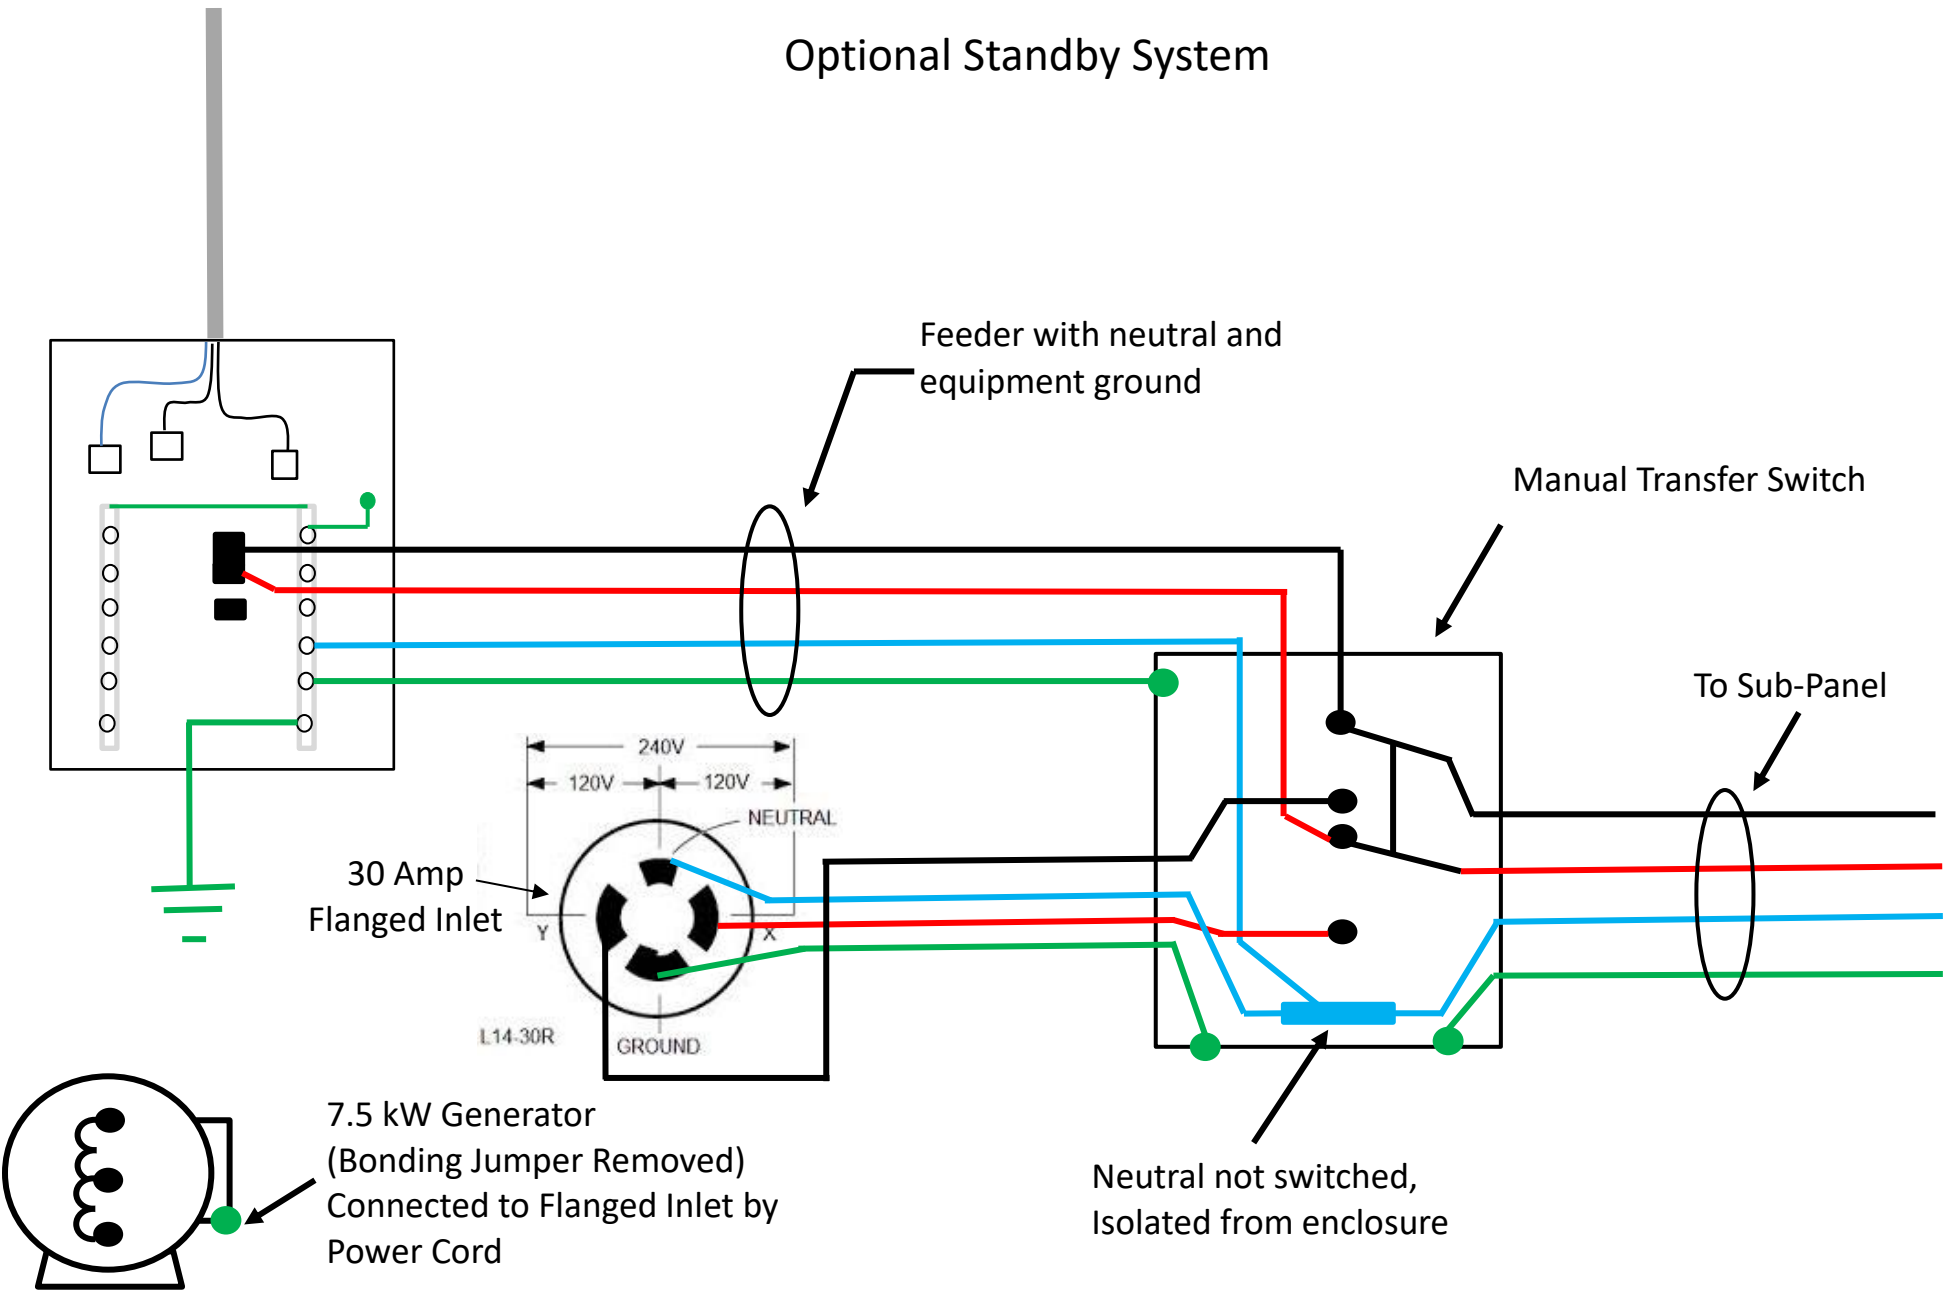 Optional Standby System
Feeder with neutral and
equipment ground
Manual Transfer Switch
To Sub-Panel
240V
120V
120V
NEUTRAL
30 Amp
Flanged Inlet
Y
X
L14-30R
GROUND
7.5 kW Generator
(Bonding Jumper Removed)
Connected to Flanged Inlet by
Power Cord
Neutral not switched,
Isolated from enclosure